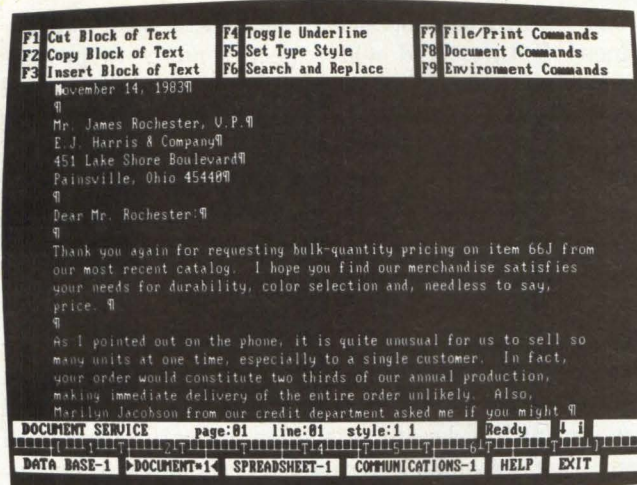 F1 Cut Block of Text F4 Toggle Underline F7 File/Print Commands
F2 Copy Block of Text F5 Set Type Style F8 Document Commands
F3 Insert Block of Text F6 Search and Replace F9 Environment Commands
November 14, 1983¶
¶
Mr. James Rochester, V.P.¶
E.J. Harris & Company¶
451 Lake Shore Boulevard¶
Painsville, Ohio 45440¶
¶
Dear Mr. Rochester:¶
¶
Thank you again for requesting bulk-quantity pricing on item 66J from
our most recent catalog. I hope you find our merchandise satisfies
your needs for durability, color selection and, needless to say,
price. ¶
¶
As I pointed out on the phone, it is quite unusual for us to sell so
many units at one time, especially to a single customer. In fact,
your order would constitute two thirds of our annual production,
making immediate delivery of the entire order unlikely. Also,
Marilyn Jacobson from our credit department asked me if you might ¶
DOCUMENT SERVICE page:01 line:01 style:1 1 Ready ↓ i
DATA BASE-1 ▶DOCUMENT*1◀ SPREADSHEET-1 COMMUNICATIONS-1 HELP EXIT